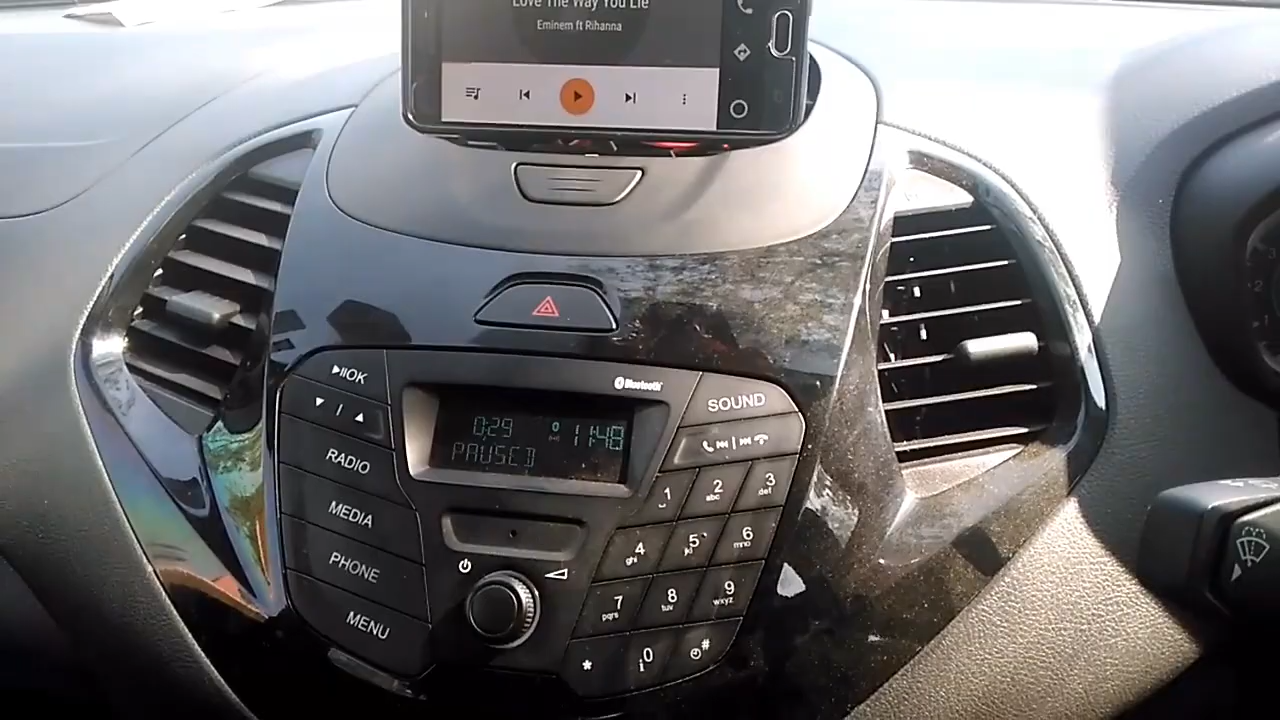 Love The Way You Lie
Eminem ft Rihanna
OK
SOUND
Bluetooth
RADIO
MEDIA
PHONE
MENU
0:29
0 11:48
PAUSED
1
2 abc
3 def
4 ghi
5 jkl
6 mno
7 pqrs
8 tuv
9 wxyz
*
i0
#
2